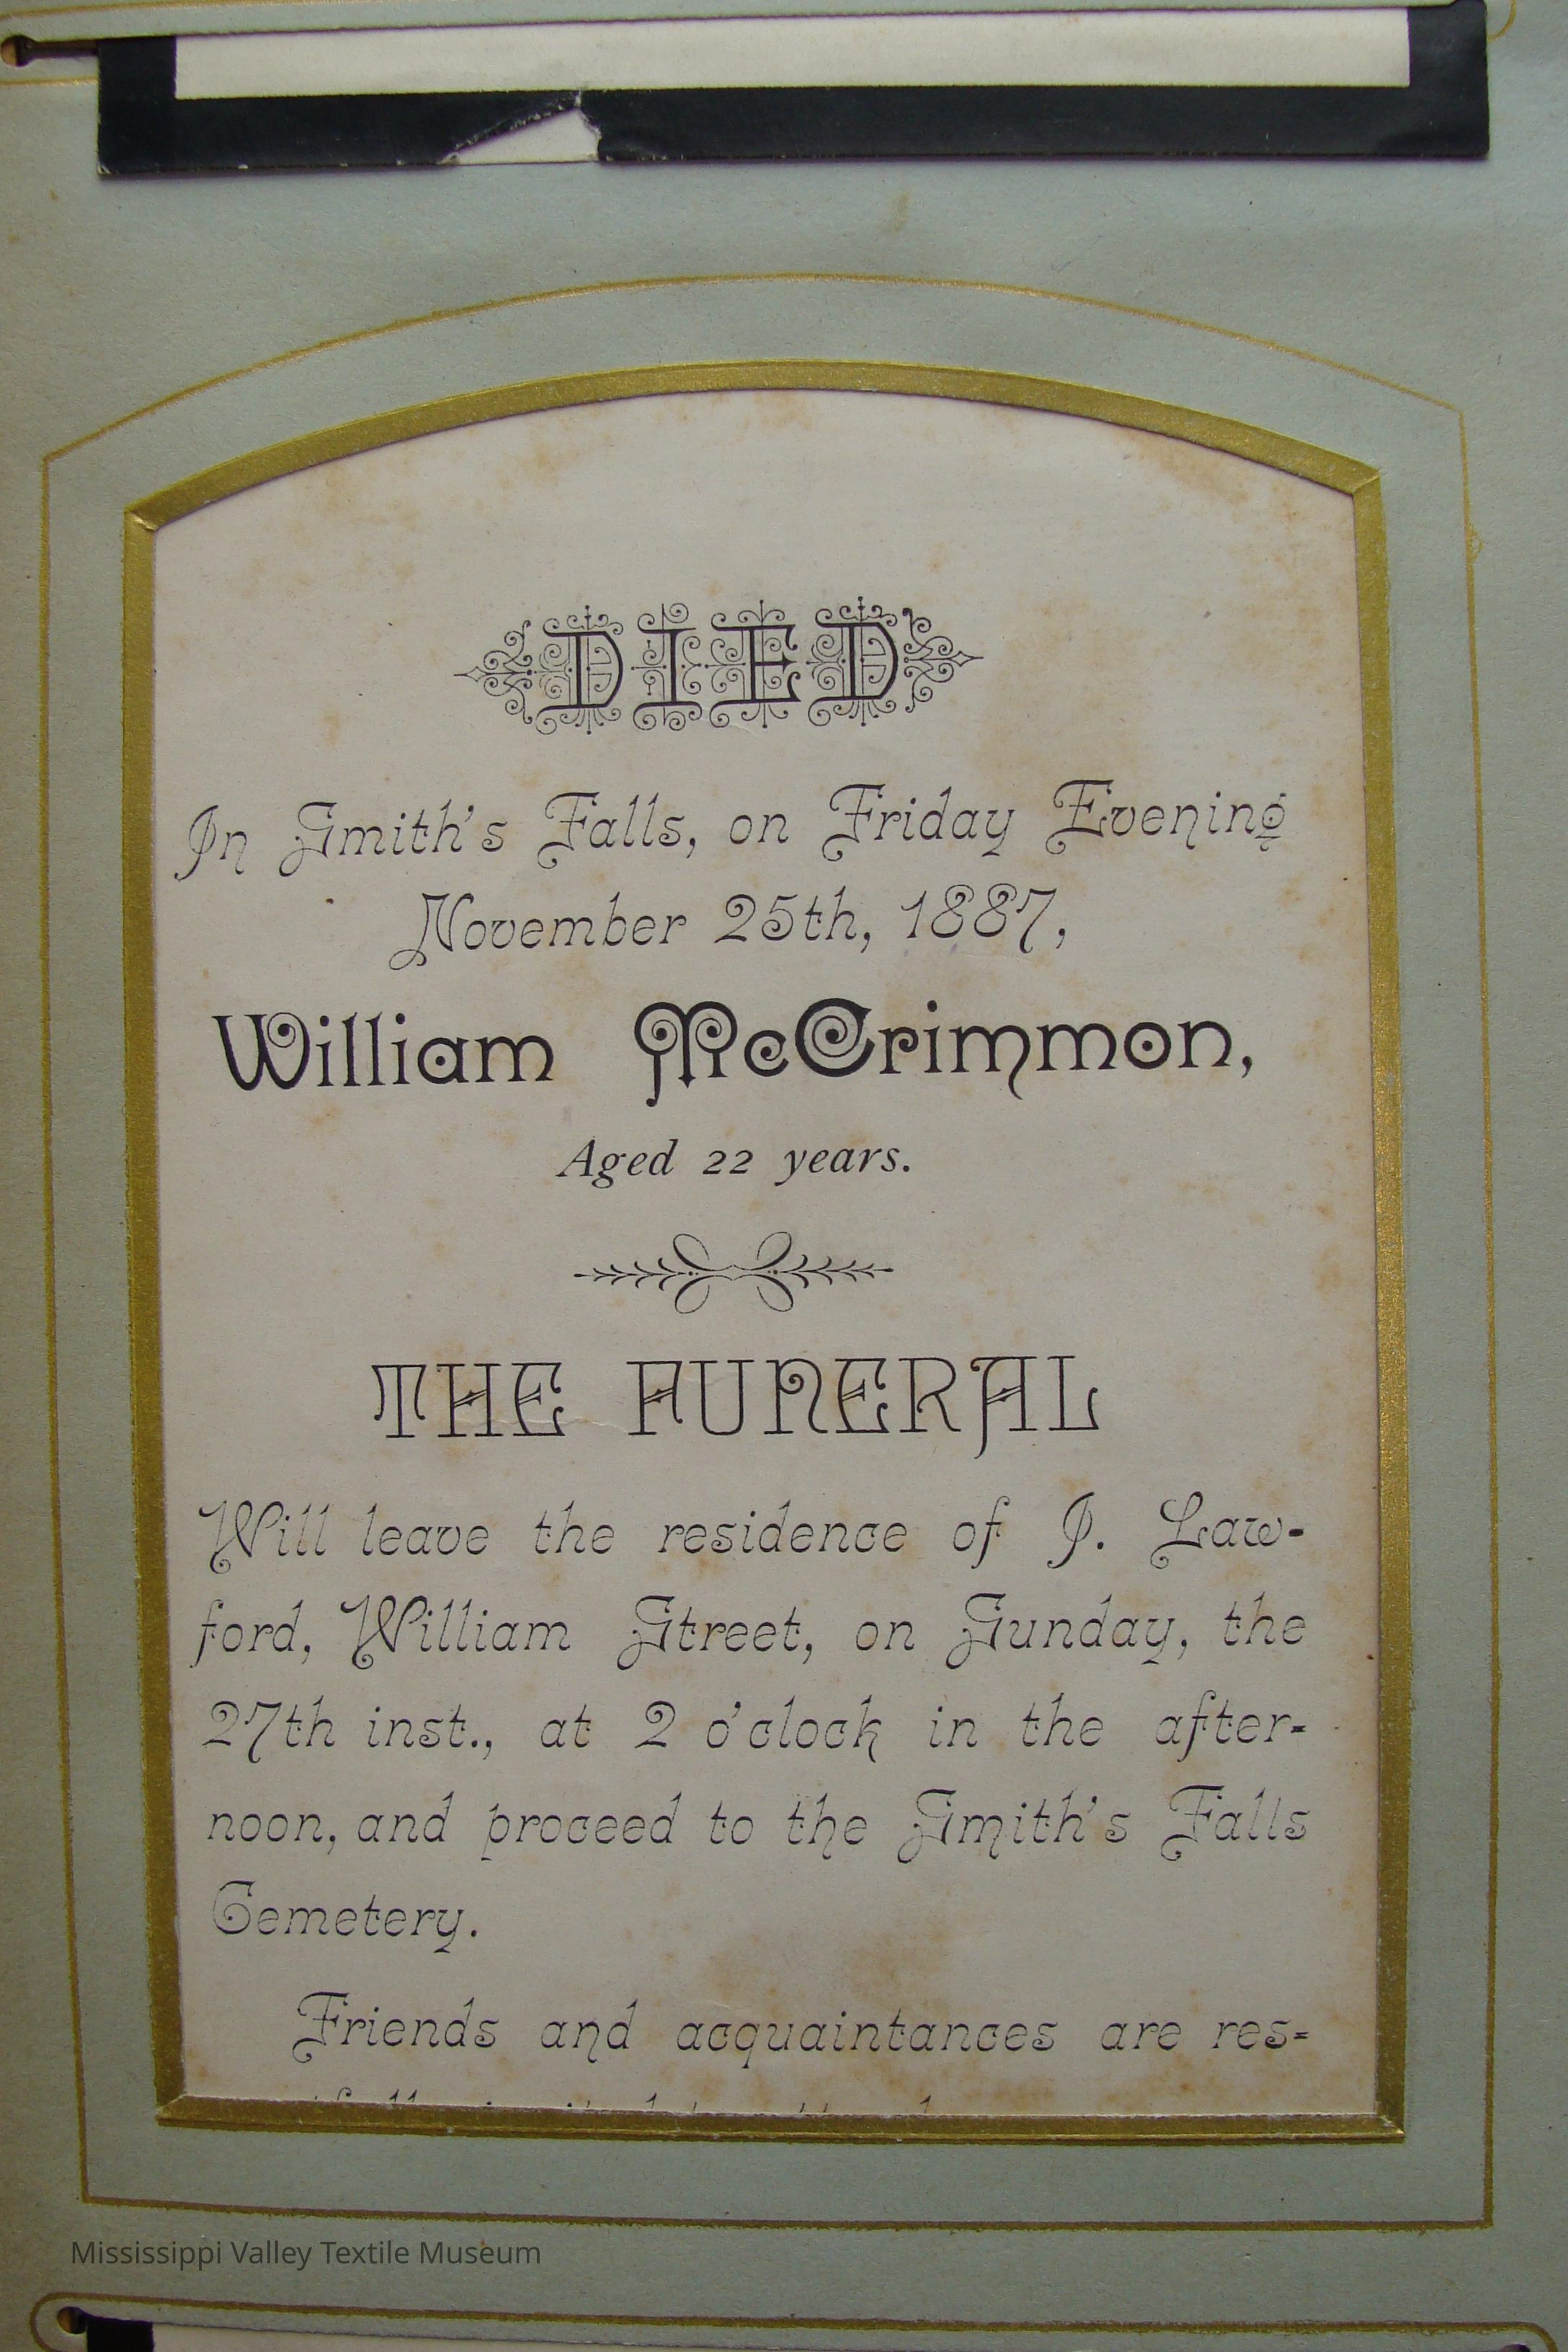 DIED
In Smith's Falls, on Friday Evening
November 25th, 1887,
William McCrimmon,
Aged 22 years.
THE FUNERAL
Will leave the residence of J. Law-
ford, William Street, on Sunday, the
27th inst., at 2 o'clock in the after-
noon, and proceed to the Smith's Falls
Cemetery.
Friends and acquaintances are res-
Mississippi Valley Textile Museum